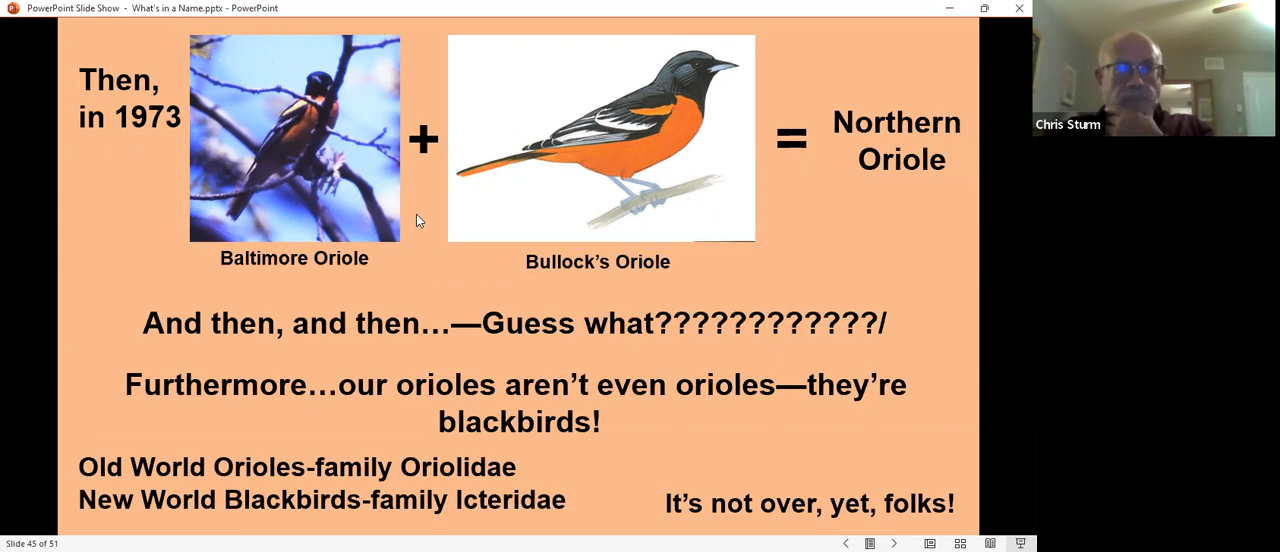 PowerPoint Slide Show - What's in a Name.pptx - PowerPoint
Then,
in 1973
+
=
Northern
Oriole
Baltimore Oriole
Bullock's Oriole
And then, and then…—Guess what????????????/
Furthermore…our orioles aren't even orioles—they're
blackbirds!
Old World Orioles-family Oriolidae
New World Blackbirds-family Icteridae
It's not over, yet, folks!
Slide 45 of 51
Chris Sturm